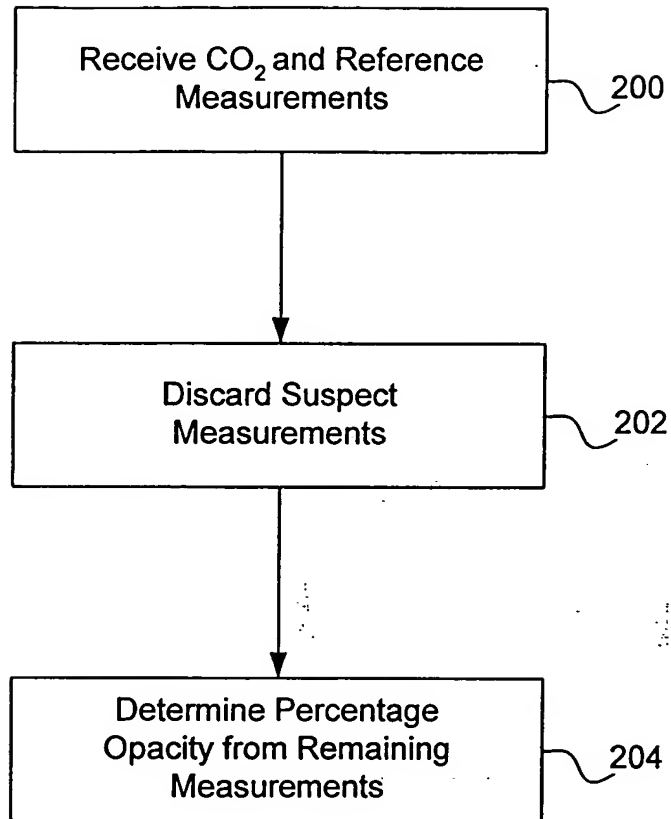 Receive CO₂ and Reference
Measurements
200
Discard Suspect
Measurements
202
Determine Percentage
Opacity from Remaining
Measurements
204